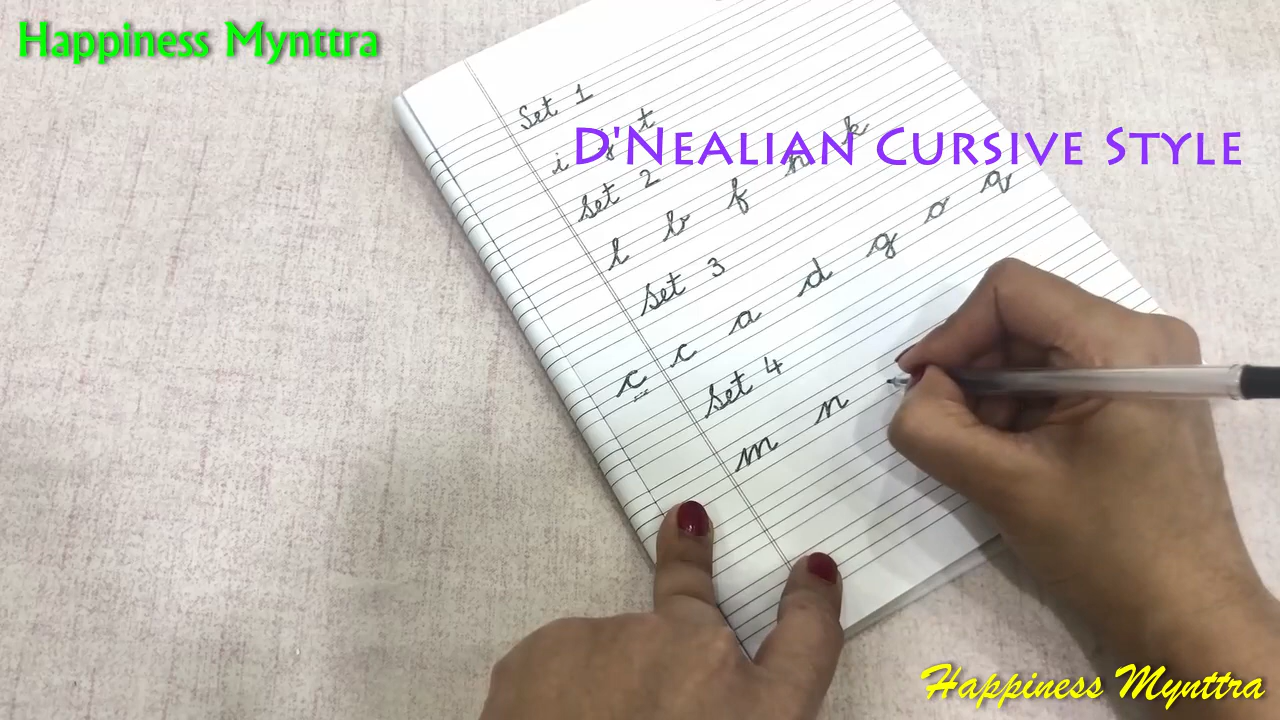 Happiness Mynttra
Set 1
i t
D'Nealian Cursive Style
Set 2
l b f h k
Set 3
c a d g o q
c
Set 4
m n
Happiness Mynttra